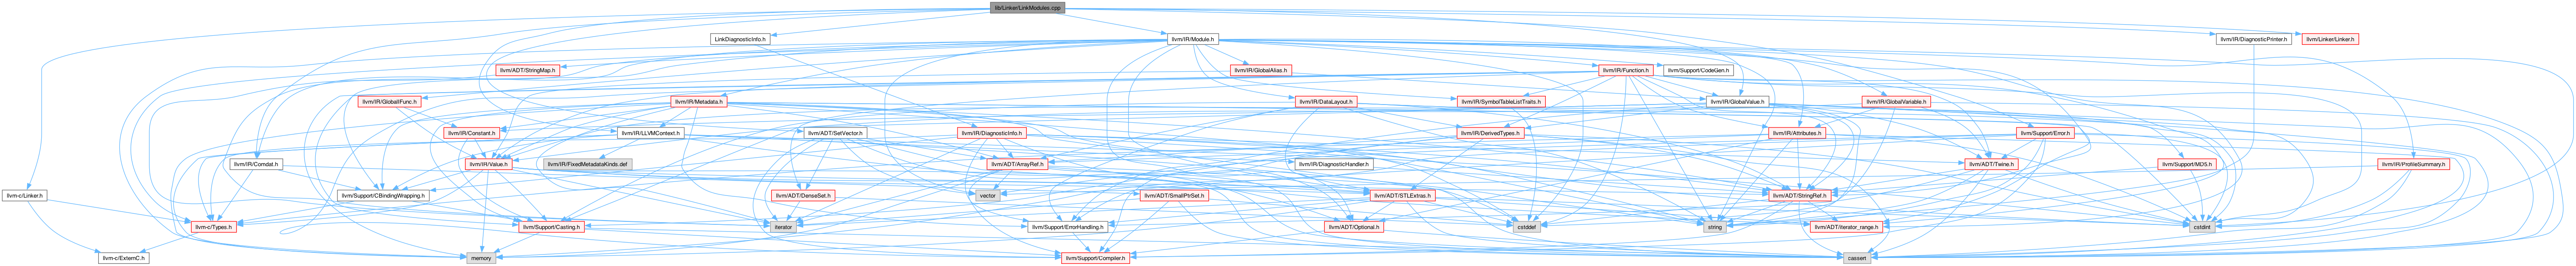 lib/Linker/LinkModules.cpp
LinkDiagnosticInfo.h
llvm/IR/Module.h
llvm/IR/DiagnosticPrinter.h
llvm/Linker/Linker.h
llvm/ADT/StringMap.h
llvm/IR/GlobalAlias.h
llvm/IR/Function.h
llvm/Support/CodeGen.h
llvm/IR/GlobalIFunc.h
llvm/IR/Metadata.h
llvm/IR/DataLayout.h
llvm/IR/SymbolTableListTraits.h
llvm/IR/GlobalValue.h
llvm/IR/GlobalVariable.h
llvm/IR/Constant.h
llvm/IR/LLVMContext.h
llvm/ADT/SetVector.h
llvm/IR/DiagnosticInfo.h
llvm/IR/DerivedTypes.h
llvm/IR/Attributes.h
llvm/Support/Error.h
llvm/IR/Comdat.h
llvm/IR/Value.h
llvm/IR/FixedMetadataKinds.def
llvm/ADT/ArrayRef.h
llvm/IR/DiagnosticHandler.h
llvm/ADT/Twine.h
llvm/Support/MD5.h
llvm/IR/ProfileSummary.h
llvm-c/Linker.h
llvm/Support/CBindingWrapping.h
llvm/ADT/DenseSet.h
vector
llvm/ADT/SmallPtrSet.h
llvm/ADT/STLExtras.h
llvm/ADT/StringRef.h
llvm-c/Types.h
llvm/Support/Casting.h
iterator
llvm/Support/ErrorHandling.h
llvm/ADT/Optional.h
cstddef
string
llvm/ADT/iterator_range.h
cstdint
llvm-c/ExternC.h
memory
llvm/Support/Compiler.h
cassert